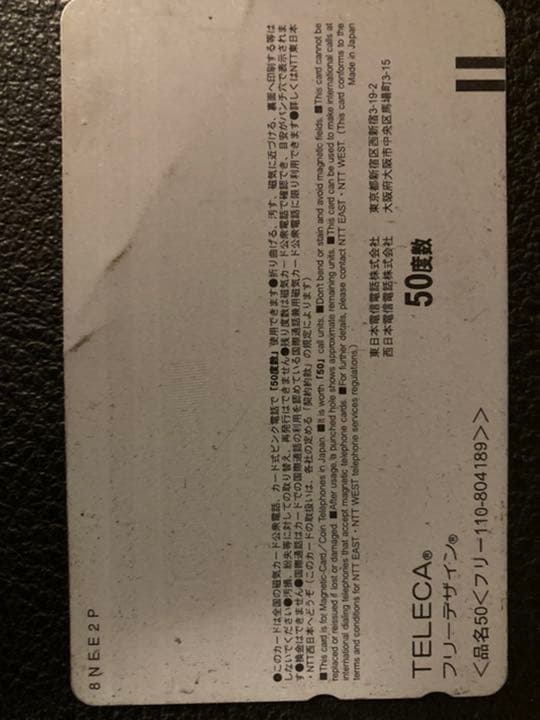 8NEE2P
●このカードは全国の磁気カード公衆電話、カード式ピンク電話で「50度数」使用できます●折り曲げる、汚す、磁気に近づける、裏面へ印刷する等は
しないでください●汚損、紛失等に対しての取り替え、再発行はできません●残り度数は磁気カード公衆電話で確認でき、目安がパンチ穴で表示されま
す●換金はできません●国際通話はカードでの国際通話の利用を認めている国際通話兼用磁気カード公衆電話に限り利用できます●詳しくはNTT東日本
・NTT西日本へどうぞ(このカードの取扱いは、各社の定める「契約約款」の規定によります)
■This card is for Magnetic-Card/Coin Telephones in Japan. ■It is worth「50」call units. ■Don't bend or stain and avoid magnetic fields. ■This card cannot be
replaced or reissued if lost or damaged. ■After usage, a punched hole shows approximate remaining units. ■This card can be used to make international calls at
international dialing telephones that accept magnetic telephone cards. ■For further details, please contact NTT EAST・NTT WEST. (This card conforms to the
terms and conditions for NTT EAST・NTT WEST telephone services regulations.)
Made in Japan
東日本電信電話株式会社 東京都新宿区西新宿3-19-2
西日本電信電話株式会社 大阪府大阪市中央区馬場町3-15
50度数
TELECA®
フリーデザイン®
<品名50<フリー110-804189>>